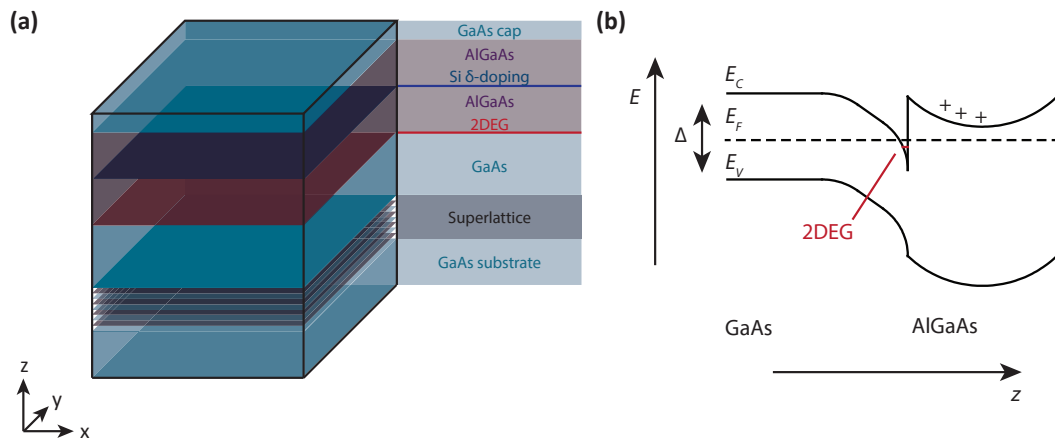 (a)
GaAs cap
AlGaAs
Si δ-doping
AlGaAs
2DEG
GaAs
Superlattice
GaAs substrate
z
y
x
(b)
E
E_C
Δ
E_F
E_V
+ + +
2DEG
GaAs
AlGaAs
z